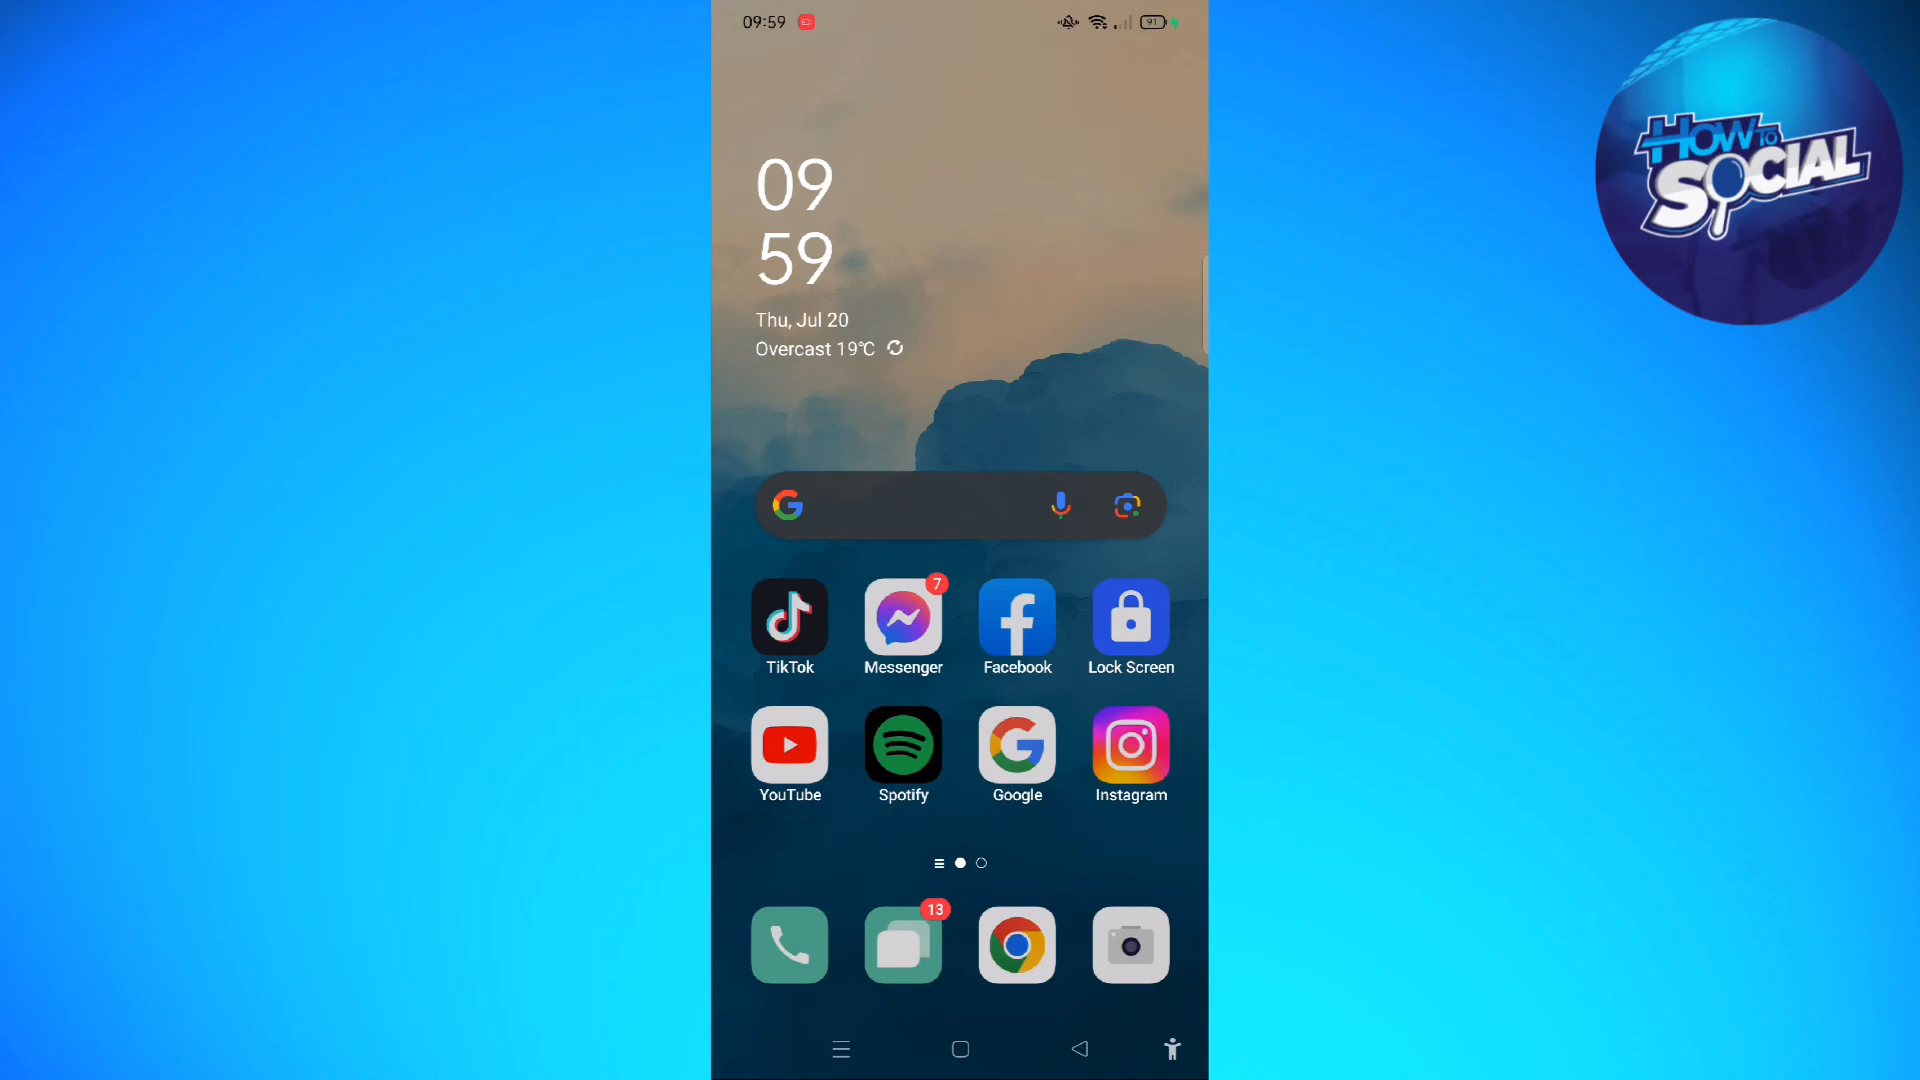 09:59
91
HOW TO
SOCIAL
09
59
Thu, Jul 20
Overcast 19°C
7
TikTok
Messenger
Facebook
Lock Screen
YouTube
Spotify
Google
Instagram
13